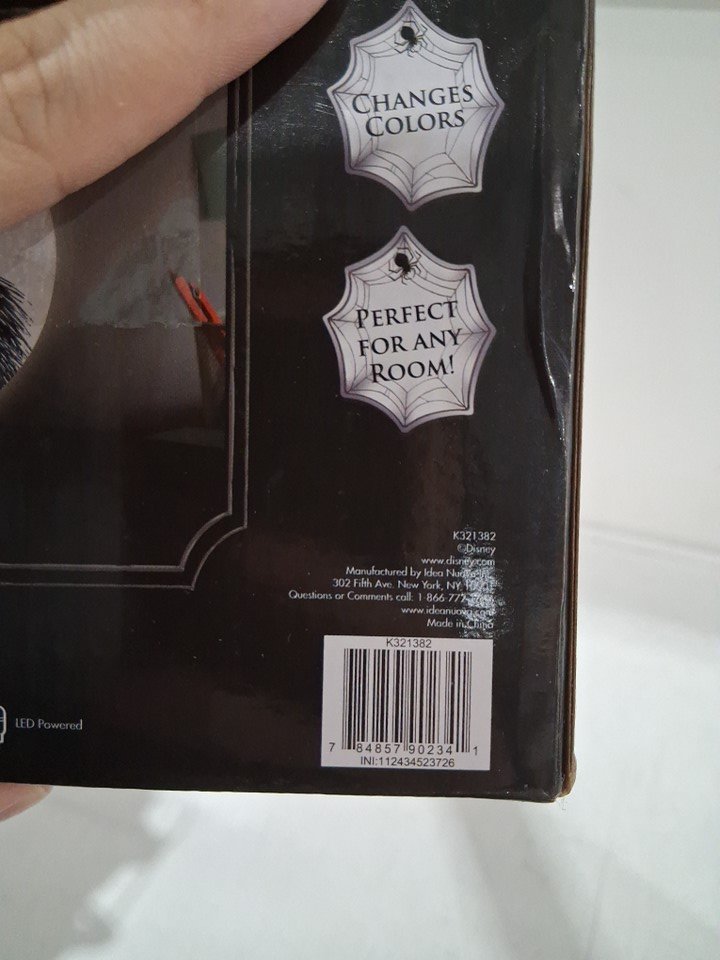 CHANGES
COLORS
PERFECT
FOR ANY
ROOM!
K321382
©Disney
www.disney.com
Manufactured by Idea
302 Fifth Ave. New York, NY
Questions or Comments call: 1-866-
Made in China
K321382
LED Powered
7 84857 90234 1
INI:112434523726